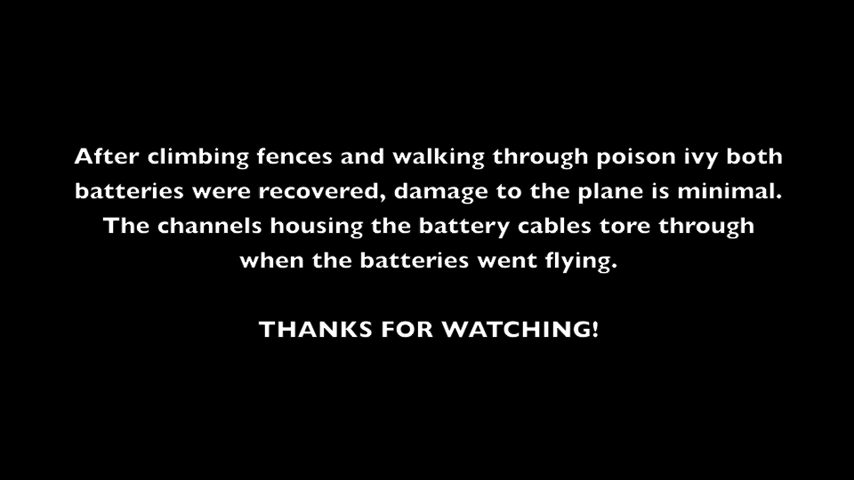 After climbing fences and walking through poison ivy both
batteries were recovered, damage to the plane is minimal.
The channels housing the battery cables tore through
when the batteries went flying.
THANKS FOR WATCHING!